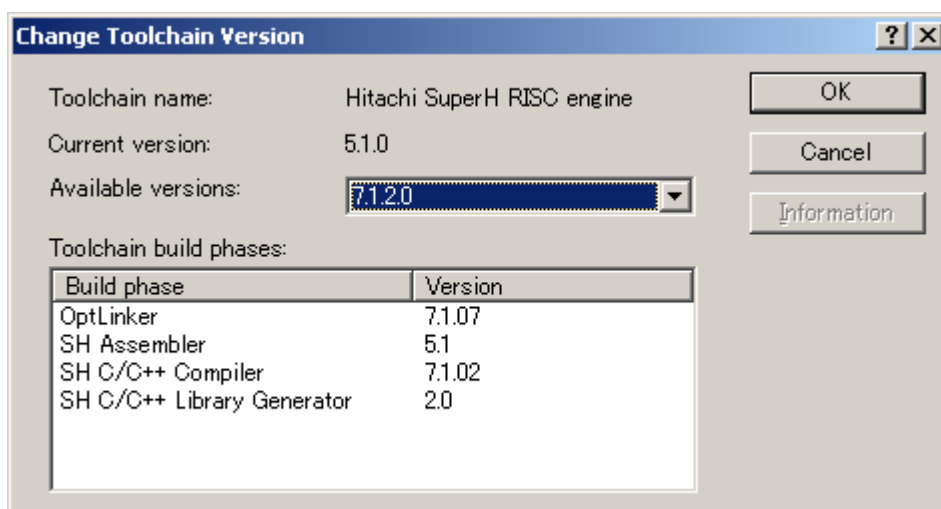 Change Toolchain Version
Toolchain name: Hitachi SuperH RISC engine OK
Current version: 5.1.0 Cancel
Available versions: 7.1.2.0 Information
Toolchain build phases:
Build phase Version
OptLinker 7.1.07
SH Assembler 5.1
SH C/C++ Compiler 7.1.02
SH C/C++ Library Generator 2.0